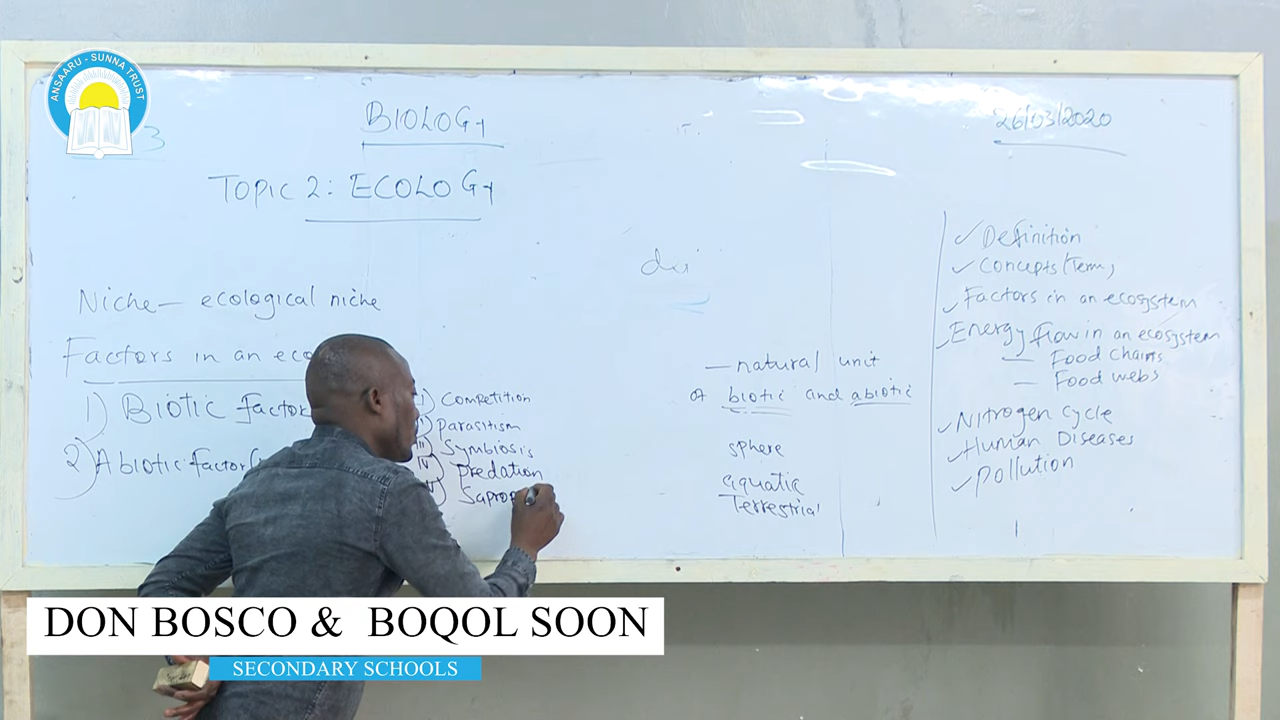 ANSAARU - SUNNA TRUST
3
BIOLOGY
26/03/2020
TOPIC 2: ECOLOGY
Niche — ecological niche
Factors in an eco
1) Biotic factor
2) Abiotic factor
i) Competition
ii) Parasitism
iii) Symbiosis
iv) Predation
v) Saprop
— natural unit
of biotic and abiotic
sphere
aquatic
Terrestrial
✓ Definition
✓ Concepts (Terms)
✓ Factors in an ecosystem
✓ Energy flow in an ecosystem
— Food chains
— Food webs
✓ Nitrogen cycle
✓ Human Diseases
✓ Pollution
DON BOSCO & BOQOL SOON
SECONDARY SCHOOLS